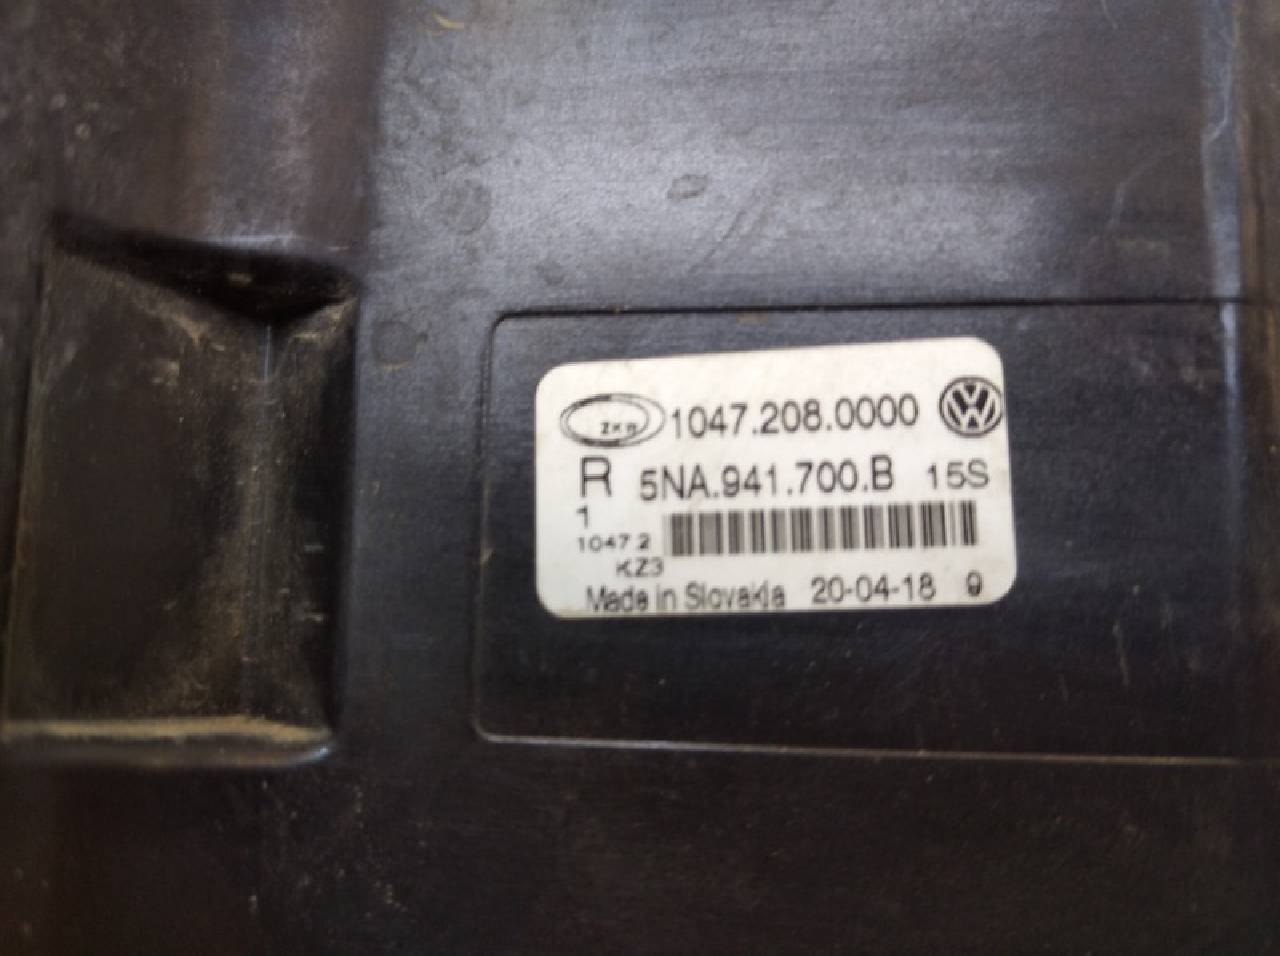 ZKW 1047.208.0000
R 5NA.941.700.B 15S
1
1047.2
KZ3
Made in Slovakia 20-04-18 9